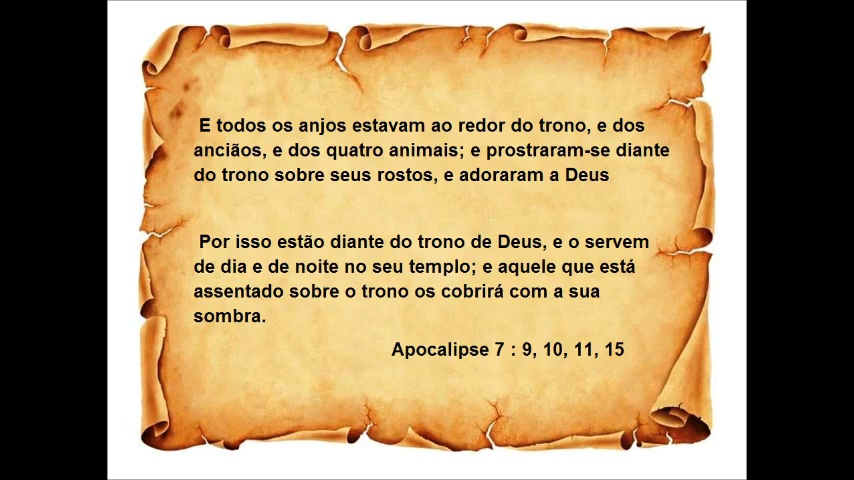 E todos os anjos estavam ao redor do trono, e dos
anciãos, e dos quatro animais; e prostraram-se diante
do trono sobre seus rostos, e adoraram a Deus
Por isso estão diante do trono de Deus, e o servem
de dia e de noite no seu templo; e aquele que está
assentado sobre o trono os cobrirá com a sua
sombra.
Apocalipse 7 : 9, 10, 11, 15